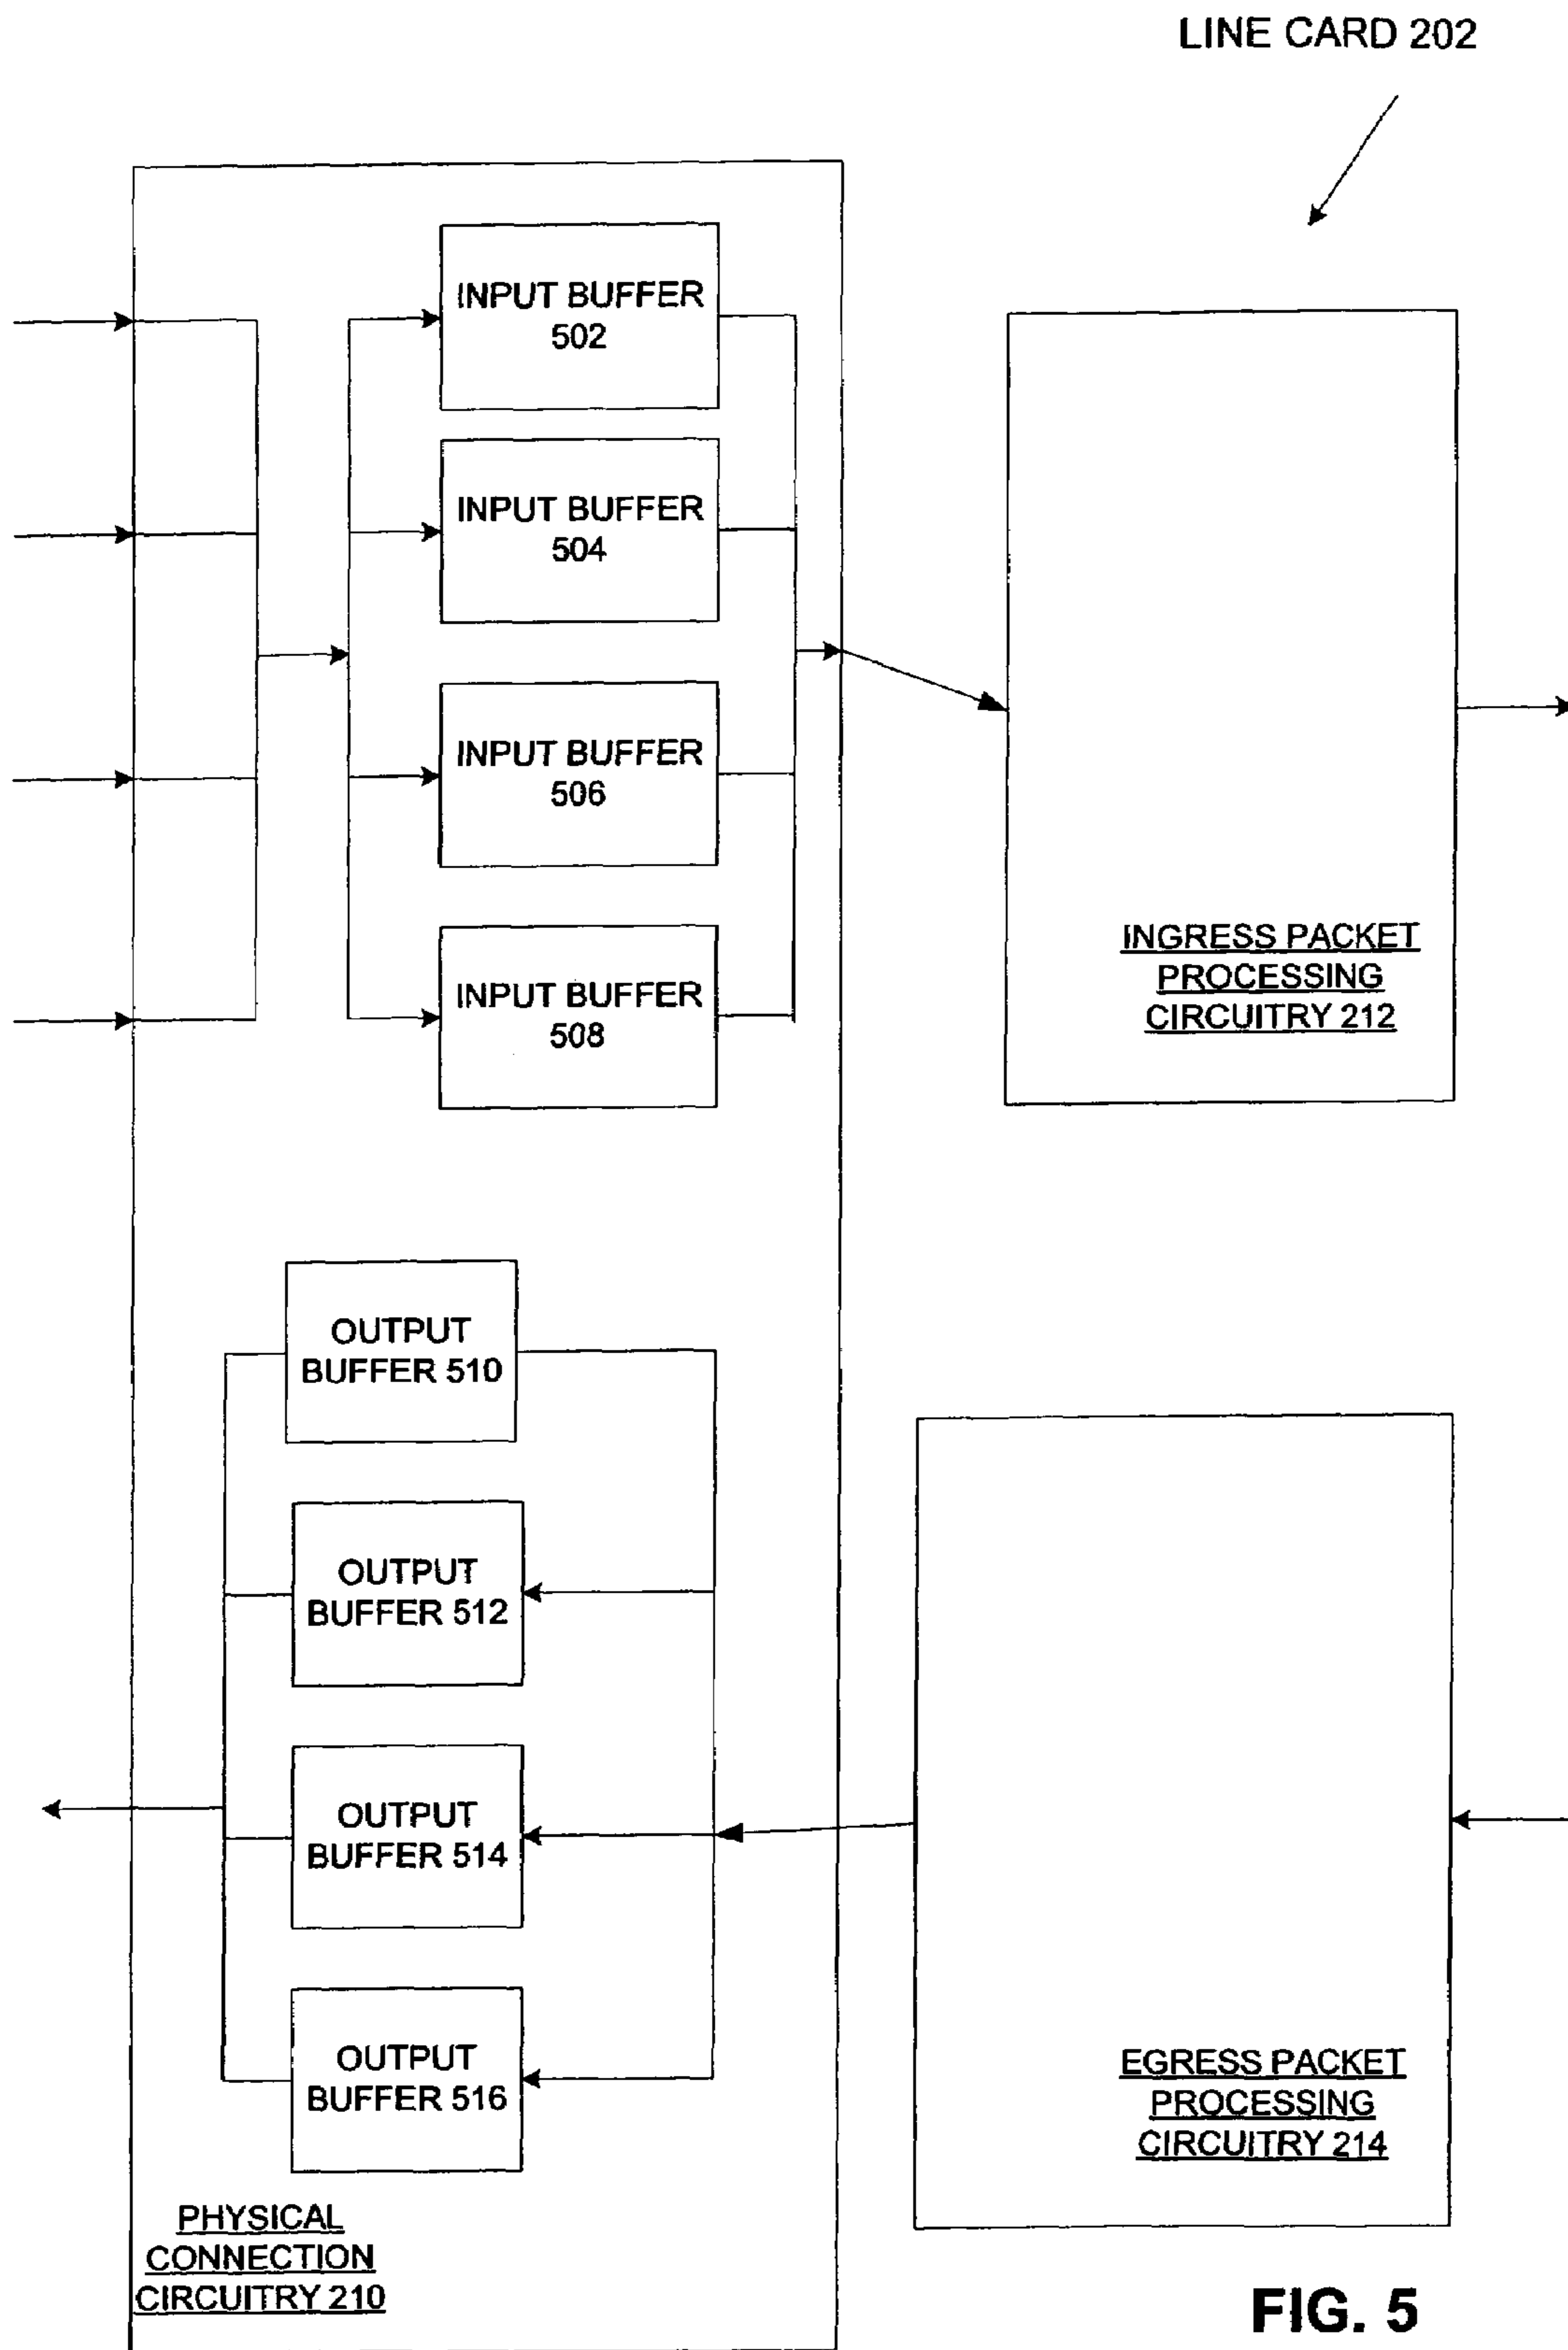 LINE CARD 202
INPUT BUFFER
502
INPUT BUFFER
504
INPUT BUFFER
506
INPUT BUFFER
508
INGRESS PACKET
PROCESSING
CIRCUITRY 212
OUTPUT
BUFFER 510
OUTPUT
BUFFER 512
OUTPUT
BUFFER 514
OUTPUT
BUFFER 516
EGRESS PACKET
PROCESSING
CIRCUITRY 214
PHYSICAL
CONNECTION
CIRCUITRY 210
FIG. 5